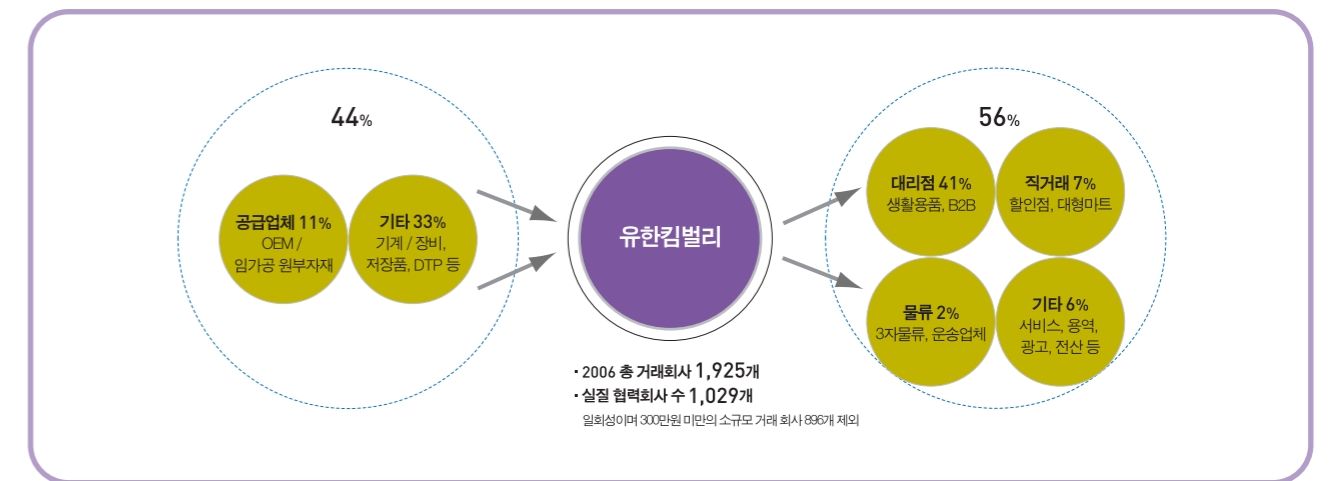 44%
공급업체 11%
OEM /
임가공 원부자재
기타 33%
기계 / 장비,
저장품, DTP 등
유한킴벌리
56%
대리점 41%
생활용품, B2B
직거래 7%
할인점, 대형마트
물류 2%
3자물류, 운송업체
기타 6%
서비스, 용역,
광고, 전산 등
· 2006 총 거래회사 1,925개
· 실질 협력회사 수 1,029개
일회성이며 300만원 미만의 소규모 거래 회사 896개 제외